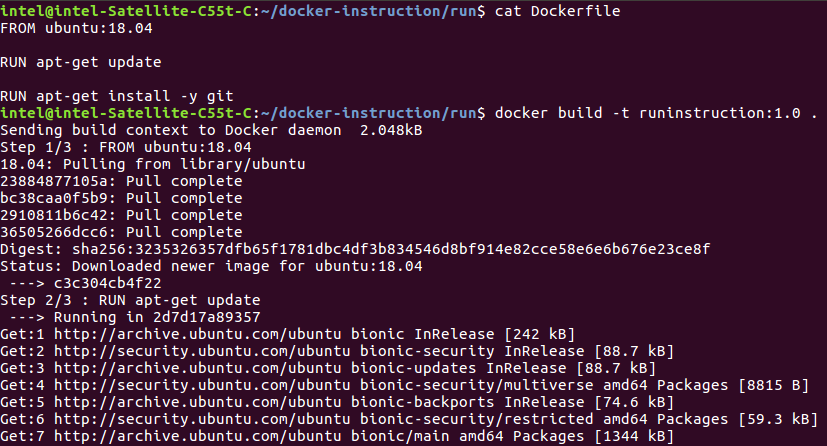 intel@intel-Satellite-C55t-C:~/docker-instruction/run$ cat Dockerfile
FROM ubuntu:18.04
RUN apt-get update
RUN apt-get install -y git
intel@intel-Satellite-C55t-C:~/docker-instruction/run$ docker build -t runinstruction:1.0 .
Sending build context to Docker daemon  2.048kB
Step 1/3 : FROM ubuntu:18.04
18.04: Pulling from library/ubuntu
23884877105a: Pull complete
bc38caa0f5b9: Pull complete
2910811b6c42: Pull complete
36505266dcc6: Pull complete
Digest: sha256:3235326357dfb65f1781dbc4df3b834546d8bf914e82cce58e6e6b676e23ce8f
Status: Downloaded newer image for ubuntu:18.04
 ---> c3c304cb4f22
Step 2/3 : RUN apt-get update
 ---> Running in 2d7d17a89357
Get:1 http://archive.ubuntu.com/ubuntu bionic InRelease [242 kB]
Get:2 http://security.ubuntu.com/ubuntu bionic-security InRelease [88.7 kB]
Get:3 http://archive.ubuntu.com/ubuntu bionic-updates InRelease [88.7 kB]
Get:4 http://security.ubuntu.com/ubuntu bionic-security/multiverse amd64 Packages [8815 B]
Get:5 http://archive.ubuntu.com/ubuntu bionic-backports InRelease [74.6 kB]
Get:6 http://security.ubuntu.com/ubuntu bionic-security/restricted amd64 Packages [59.3 kB]
Get:7 http://archive.ubuntu.com/ubuntu bionic/main amd64 Packages [1344 kB]